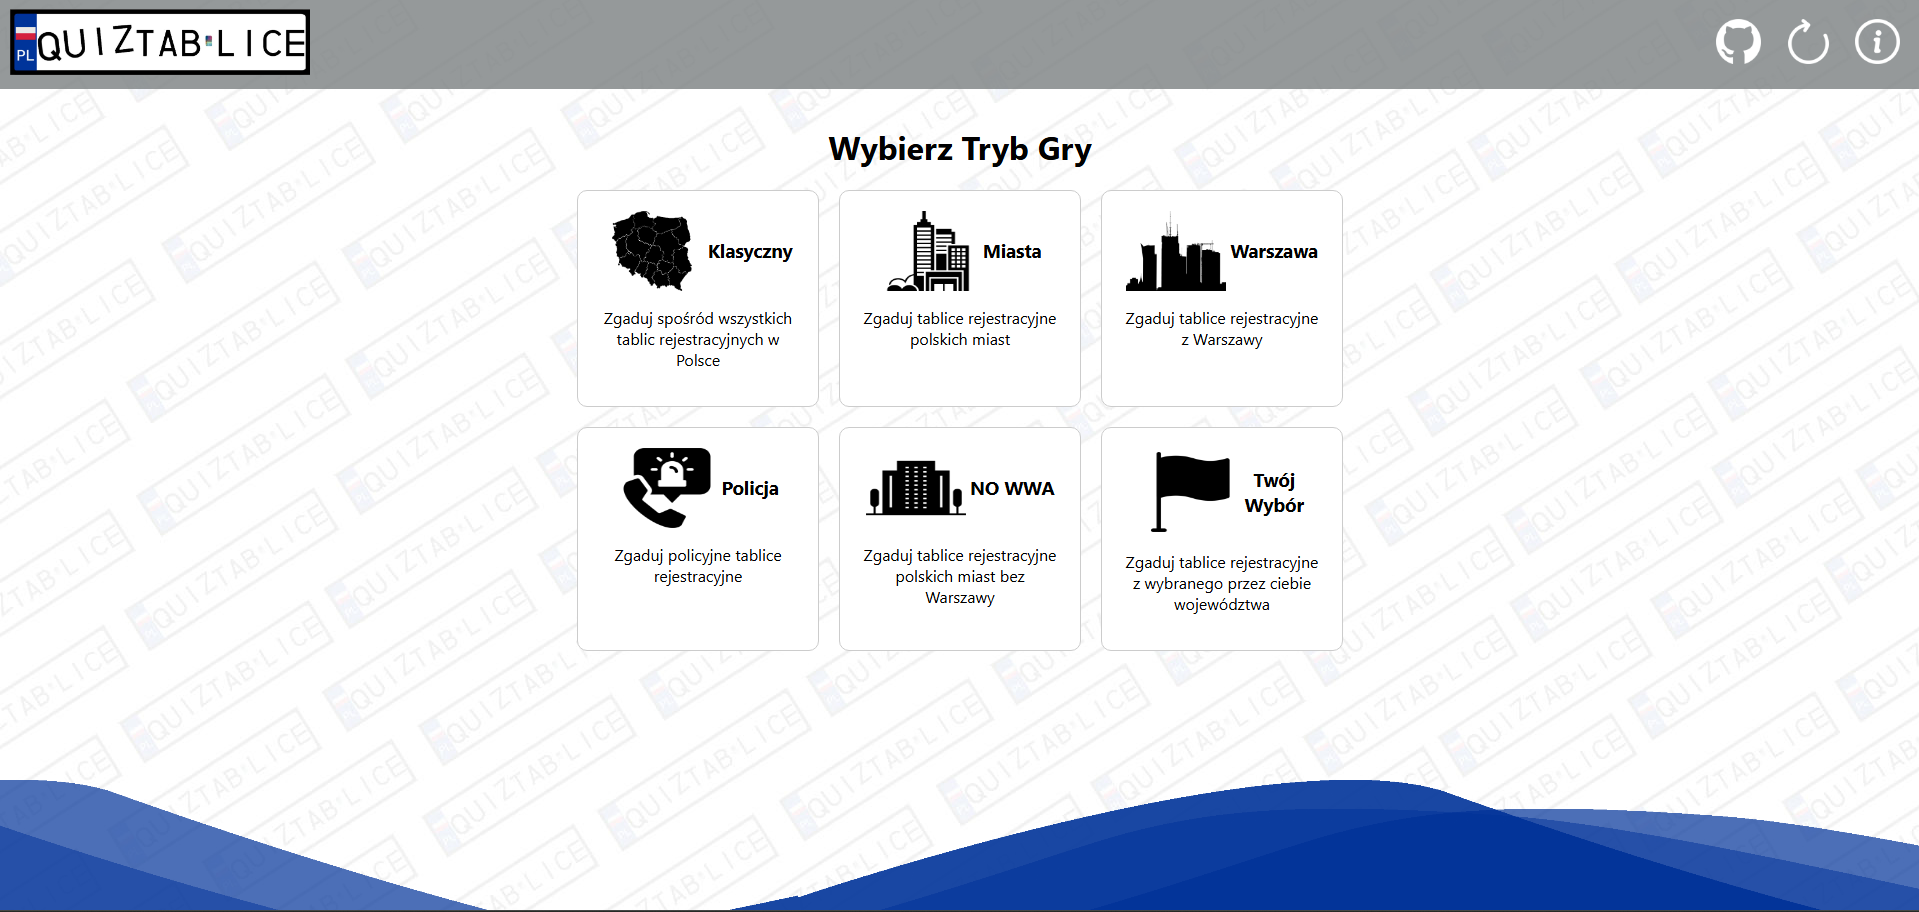 PL QUIZTAB LICE
Wybierz Tryb Gry
Klasyczny
Zgaduj spośród wszystkich
tablic rejestracyjnych w
Polsce
Miasta
Zgaduj tablice rejestracyjne
polskich miast
Warszawa
Zgaduj tablice rejestracyjne
z Warszawy
Policja
Zgaduj policyjne tablice
rejestracyjne
NO WWA
Zgaduj tablice rejestracyjne
polskich miast bez
Warszawy
Twój
Wybór
Zgaduj tablice rejestracyjne
z wybranego przez ciebie
województwa